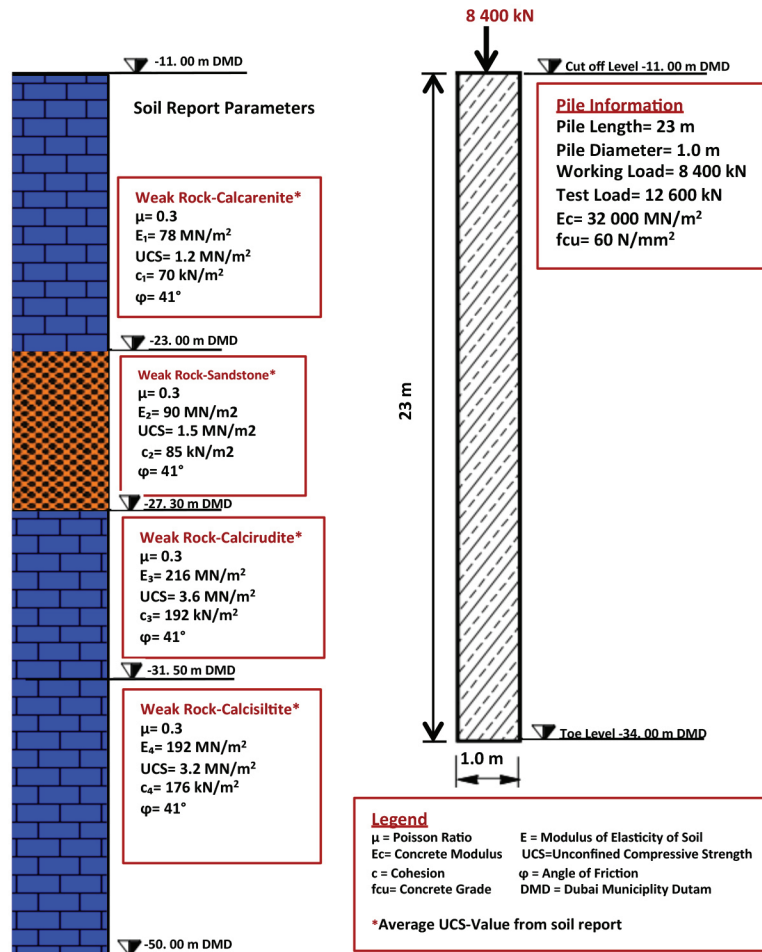 8 400 kN
-11. 00 m DMD
Cut off Level -11. 00 m DMD
Soil Report Parameters
Pile Information
Pile Length= 23 m
Pile Diameter= 1.0 m
Working Load= 8 400 kN
Test Load= 12 600 kN
Ec= 32 000 MN/m²
fcu= 60 N/mm²
Weak Rock-Calcarenite*
μ= 0.3
E₁= 78 MN/m²
UCS= 1.2 MN/m²
c₁= 70 kN/m²
φ= 41°
-23. 00 m DMD
Weak Rock-Sandstone*
μ= 0.3
E₂= 90 MN/m2
UCS= 1.5 MN/m2
c₂= 85 kN/m2
φ= 41°
-27. 30 m DMD
23 m
Weak Rock-Calcirudite*
μ= 0.3
E₃= 216 MN/m²
UCS= 3.6 MN/m²
c₃= 192 kN/m²
φ= 41°
-31. 50 m DMD
Weak Rock-Calcisiltite*
μ= 0.3
E₄= 192 MN/m²
UCS= 3.2 MN/m²
c₄= 176 kN/m²
φ= 41°
Toe Level -34. 00 m DMD
1.0 m
Legend
μ = Poisson Ratio E = Modulus of Elasticity of Soil
Ec= Concrete Modulus UCS=Unconfined Compressive Strength
c = Cohesion φ = Angle of Friction
fcu= Concrete Grade DMD = Dubai Municiplity Dutam
*Average UCS-Value from soil report
-50. 00 m DMD